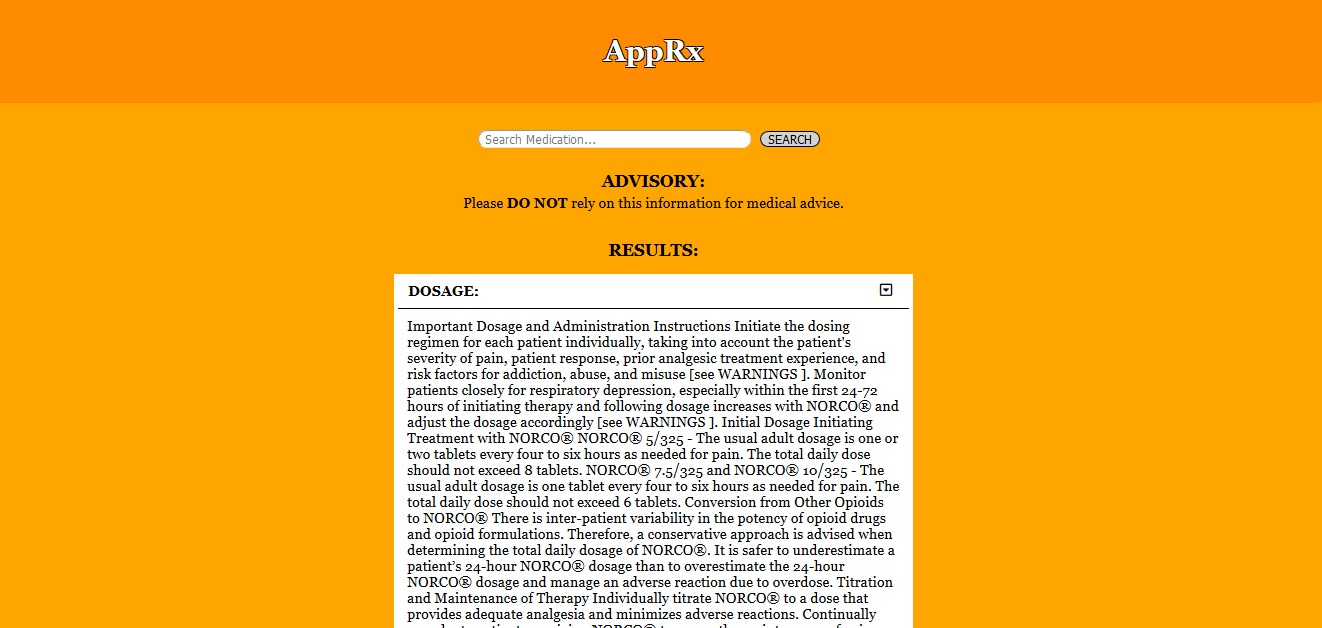 AppRx
Search Medication...
SEARCH
ADVISORY:
Please DO NOT rely on this information for medical advice.
RESULTS:
DOSAGE:
Important Dosage and Administration Instructions Initiate the dosing
regimen for each patient individually, taking into account the patient's
severity of pain, patient response, prior analgesic treatment experience, and
risk factors for addiction, abuse, and misuse [see WARNINGS ]. Monitor
patients closely for respiratory depression, especially within the first 24-72
hours of initiating therapy and following dosage increases with NORCO® and
adjust the dosage accordingly [see WARNINGS ]. Initial Dosage Initiating
Treatment with NORCO® NORCO® 5/325 - The usual adult dosage is one or
two tablets every four to six hours as needed for pain. The total daily dose
should not exceed 8 tablets. NORCO® 7.5/325 and NORCO® 10/325 - The
usual adult dosage is one tablet every four to six hours as needed for pain. The
total daily dose should not exceed 6 tablets. Conversion from Other Opioids
to NORCO® There is inter-patient variability in the potency of opioid drugs
and opioid formulations. Therefore, a conservative approach is advised when
determining the total daily dosage of NORCO®. It is safer to underestimate a
patient’s 24-hour NORCO® dosage than to overestimate the 24-hour
NORCO® dosage and manage an adverse reaction due to overdose. Titration
and Maintenance of Therapy Individually titrate NORCO® to a dose that
provides adequate analgesia and minimizes adverse reactions. Continually